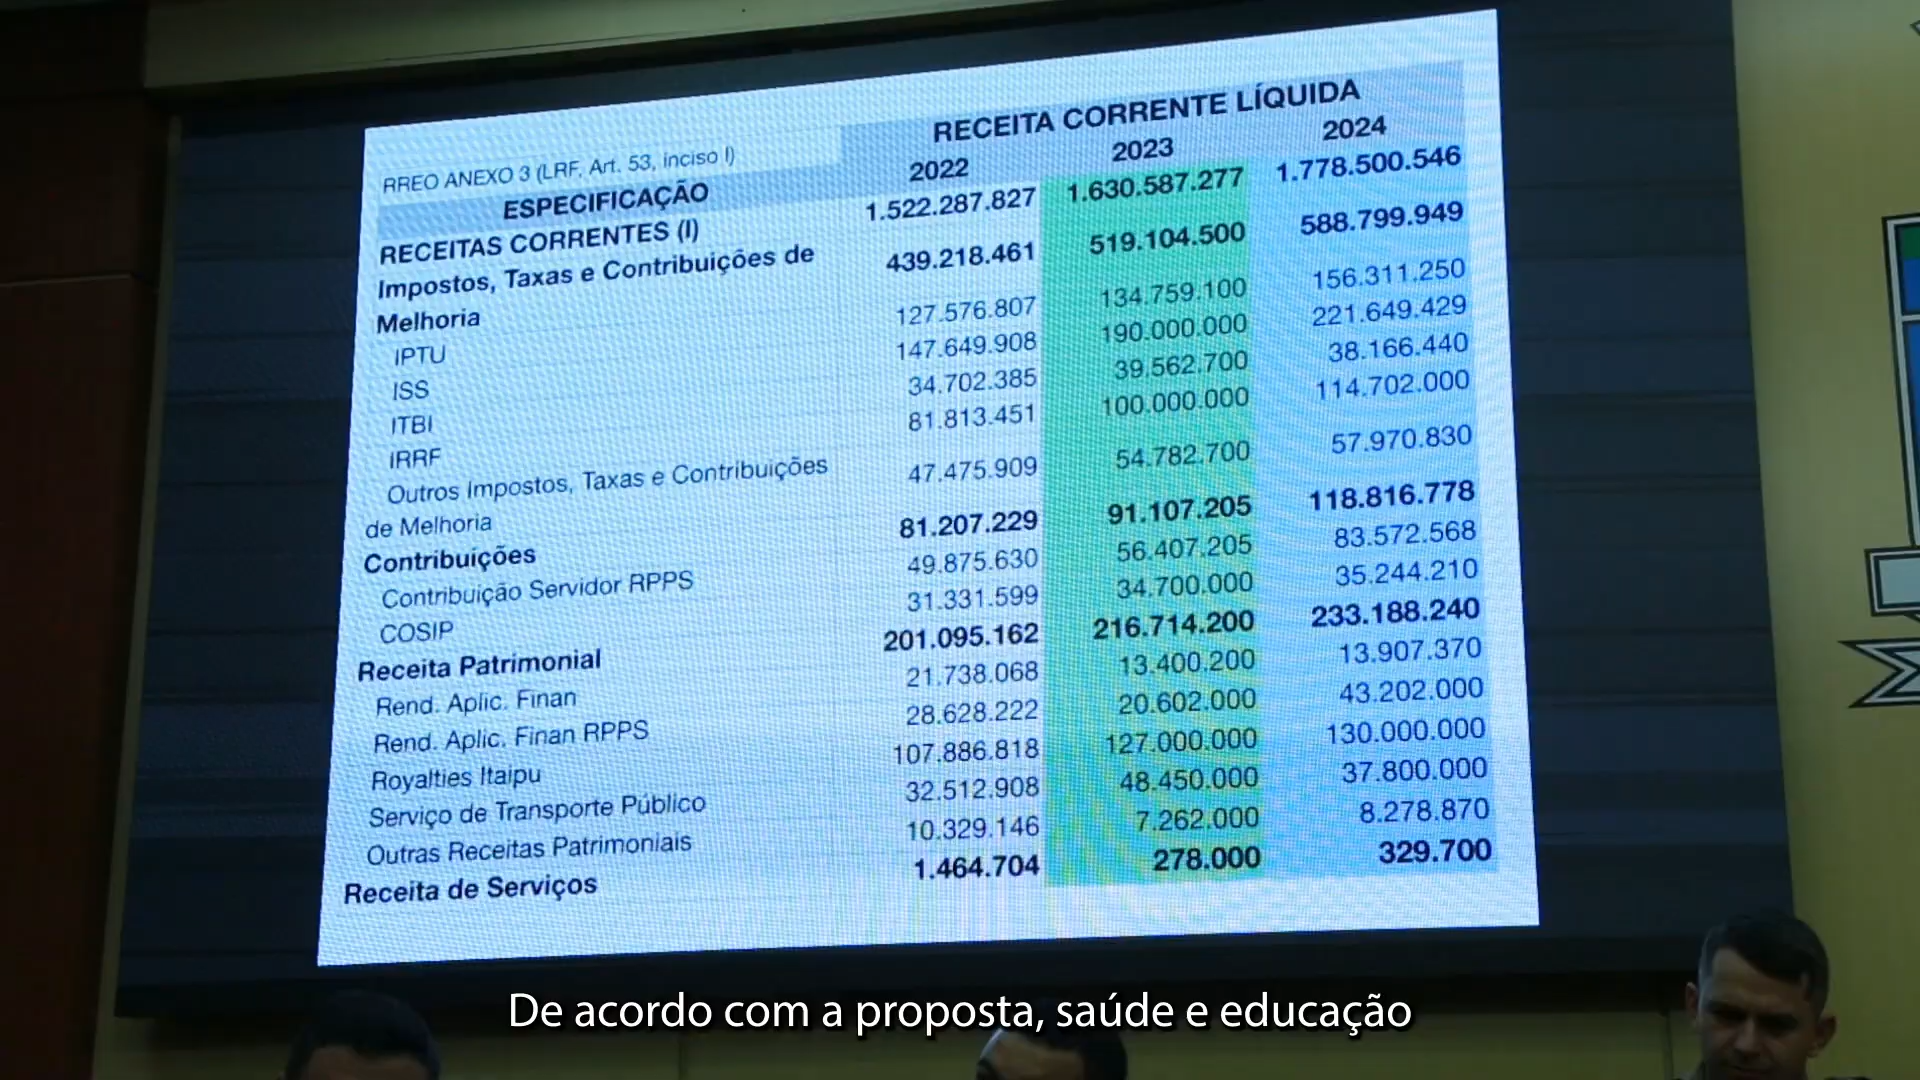 RECEITA CORRENTE LÍQUIDA
RREO ANEXO 3 (LRF, Art. 53, inciso I)
ESPECIFICAÇÃO 2022 2023 2024
RECEITAS CORRENTES (I) 1.522.287.827 1.630.587.277 1.778.500.546
Impostos, Taxas e Contribuições de
Melhoria 439.218.461 519.104.500 588.799.949
IPTU 127.576.807 134.759.100 156.311.250
ISS 147.649.908 190.000.000 221.649.429
ITBI 34.702.385 39.562.700 38.166.440
IRRF 81.813.451 100.000.000 114.702.000
Outros Impostos, Taxas e Contribuições
de Melhoria 47.475.909 54.782.700 57.970.830
Contribuições 81.207.229 91.107.205 118.816.778
Contribuição Servidor RPPS 49.875.630 56.407.205 83.572.568
COSIP 31.331.599 34.700.000 35.244.210
Receita Patrimonial 201.095.162 216.714.200 233.188.240
Rend. Aplic. Finan 21.738.068 13.400.200 13.907.370
Rend. Aplic. Finan RPPS 28.628.222 20.602.000 43.202.000
Royalties Itaipu 107.886.818 127.000.000 130.000.000
Serviço de Transporte Público 32.512.908 48.450.000 37.800.000
Outras Receitas Patrimoniais 10.329.146 7.262.000 8.278.870
Receita de Serviços 1.464.704 278.000 329.700
De acordo com a proposta, saúde e educação